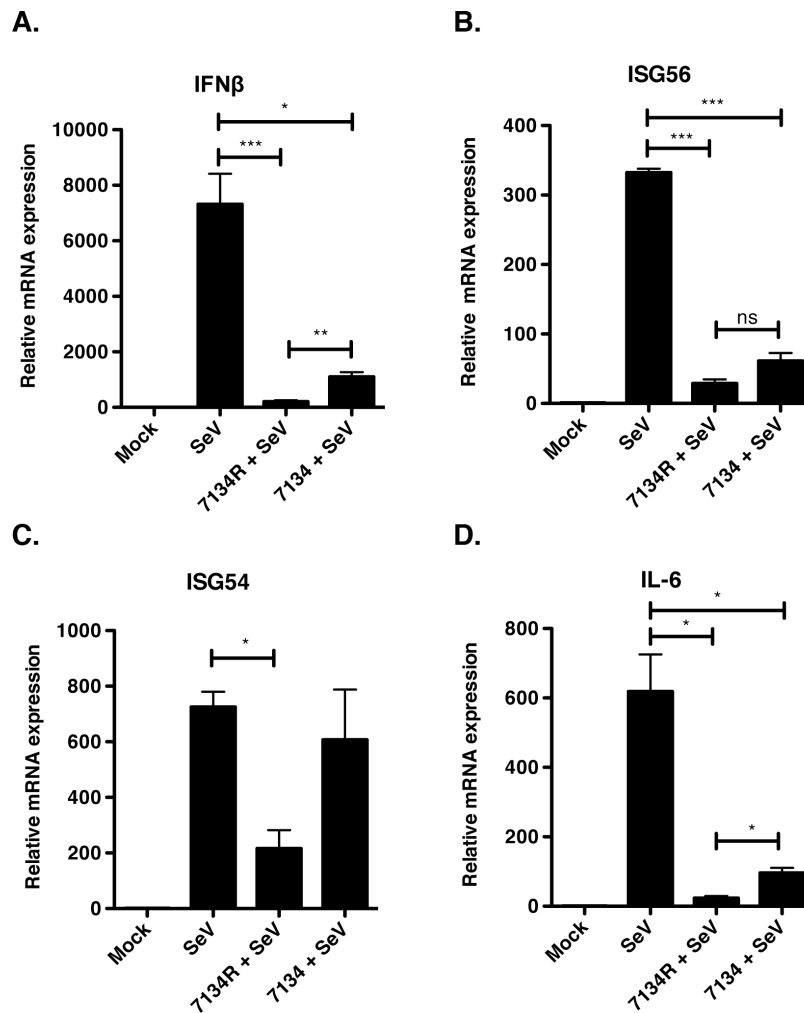 A.
IFNβ
Relative mRNA expression
10000
8000
6000
4000
2000
0
*
***
**
Mock
SeV
7134R + SeV
7134 + SeV
B.
ISG56
Relative mRNA expression
400
300
200
100
0
***
***
ns
Mock
SeV
7134R + SeV
7134 + SeV
C.
ISG54
Relative mRNA expression
1000
800
600
400
200
0
*
Mock
SeV
7134R + SeV
7134 + SeV
D.
IL-6
Relative mRNA expression
800
600
400
200
0
*
*
*
Mock
SeV
7134R + SeV
7134 + SeV